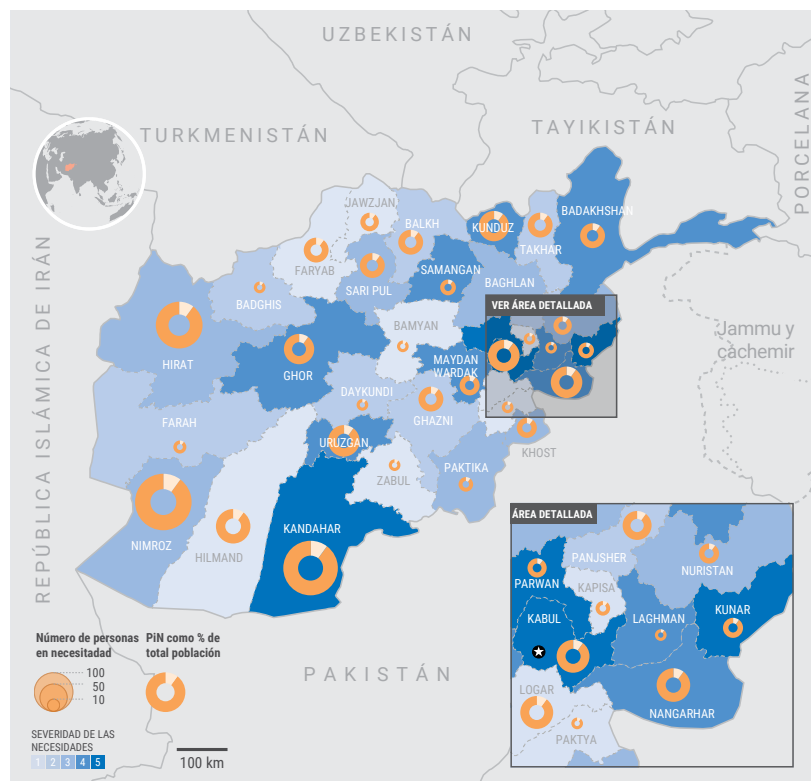 UZBEKISTÁN
TURKMENISTÁN
TAYIKISTÁN
PORCELANA
REPÚBLICA ISLÁMICA DE IRÁN
JAWZJAN
BALKH
KUNDUZ
BADAKHSHAN
TAKHAR
FARYAB
SARI PUL
SAMANGAN
BAGHLAN
BADGHIS
VER ÁREA DETALLADA
BAMYAN
Jammu y
cachemir
HIRAT
GHOR
MAYDAN
WARDAK
DAYKUNDI
GHAZNI
FARAH
URUZGAN
KHOST
ZABUL
PAKTIKA
KANDAHAR
NIMROZ
HILMAND
ÁREA DETALLADA
PANJSHER
NURISTAN
PARWAN
KAPISA
KABUL
LAGHMAN
KUNAR
LOGAR
NANGARHAR
PAKTYA
PAKISTÁN
Número de personas
en necesitadad
100
50
10
PiN como % de
total población
SEVERIDAD DE LAS
NECESIDADES
1 2 3 4 5
100 km